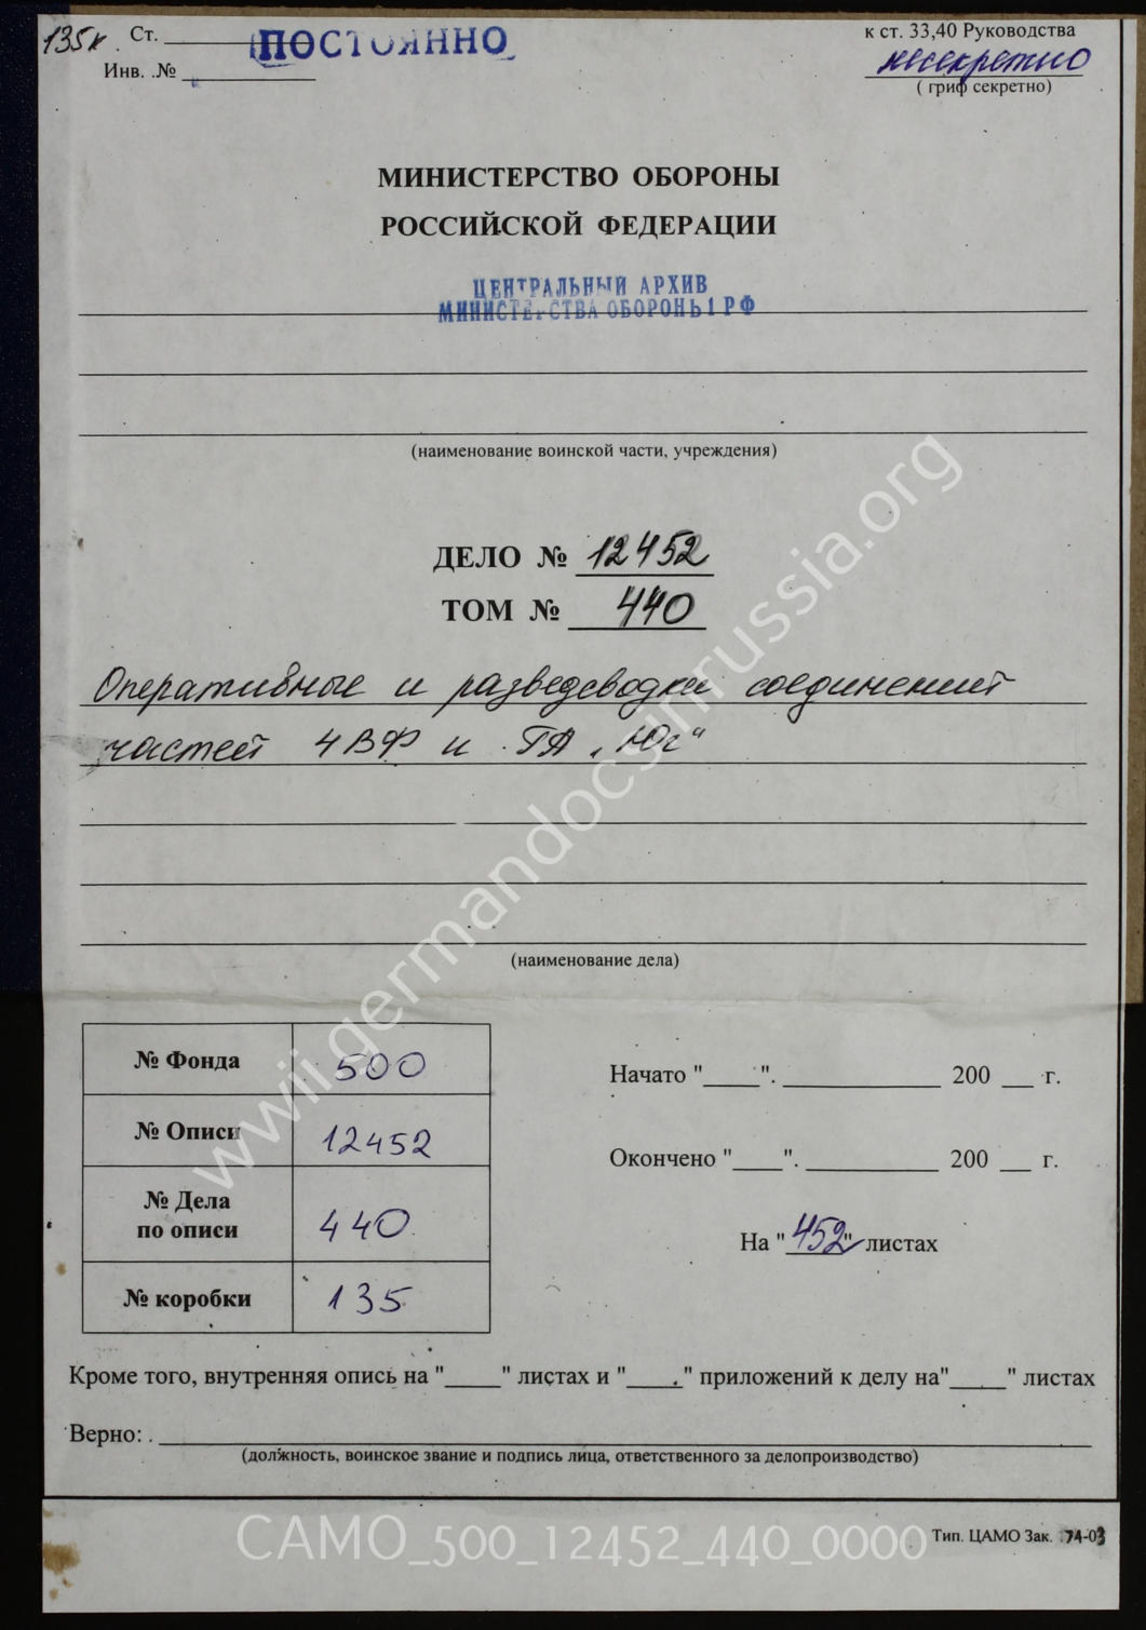 135к. Ст. ПОСТОЯННО
к ст. 33,40 Руководства
Инв. №
несекретно
( гриф секретно)
МИНИСТЕРСТВО ОБОРОНЫ
РОССИЙСКОЙ ФЕДЕРАЦИИ
ЦЕНТРАЛЬНЫЙ АРХИВ
МИНИСТЕРСТВА ОБОРОНЫ РФ
(наименование воинской части, учреждения)
ДЕЛО № 12452
ТОМ № 440
Оперативные и разведсводки соединений
частей 4ВФ и ГА „Юг"
(наименование дела)
№ Фонда 500
Начато "____". ____ 200 __ г.
№ Описи 12452
Окончено "____". ____ 200 __ г.
№ Дела
по описи 440
На "452" листах
№ коробки 135
Кроме того, внутренняя опись на "____" листах и "____" приложений к делу на"____" листах
Верно:
(должность, воинское звание и подпись лица, ответственного за делопроизводство)
CAMO_500_12452_440_0000
Тип. ЦАМО Зак. 74-03
wwii.germandocsinrussia.org